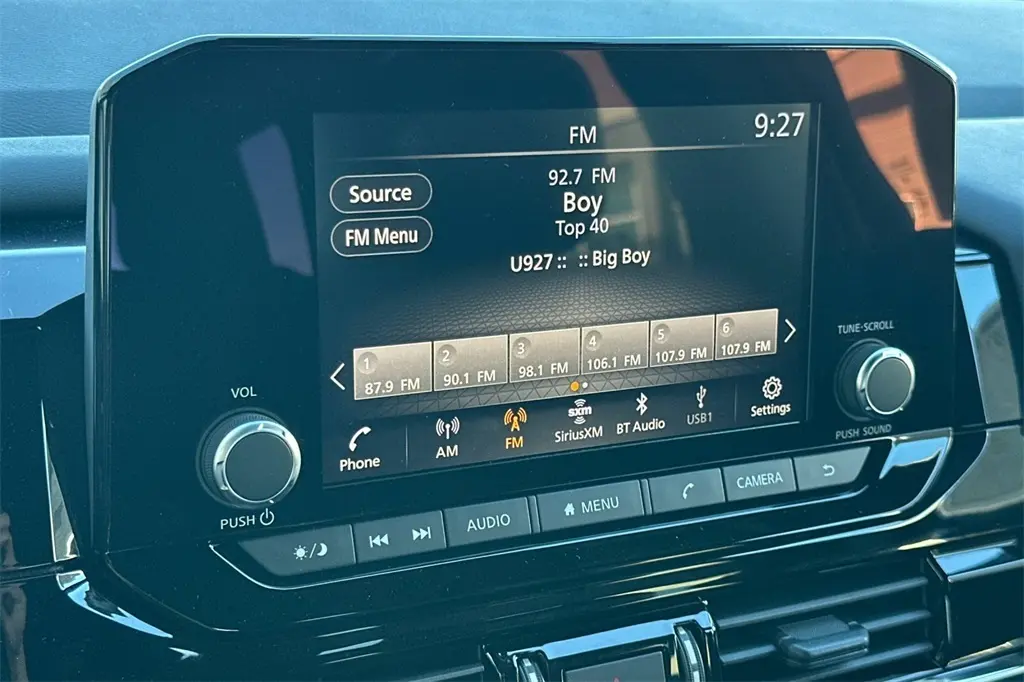 FM
9:27
92.7 FM
Source
Boy
Top 40
FM Menu
U927 :: :: Big Boy
1 87.9 FM
2 90.1 FM
3 98.1 FM
4 106.1 FM
5 107.9 FM
6 107.9 FM
Phone
AM
FM
sxm
SiriusXM
BT Audio
USB1
Settings
VOL
PUSH
TUNE·SCROLL
PUSH SOUND
AUDIO
MENU
CAMERA